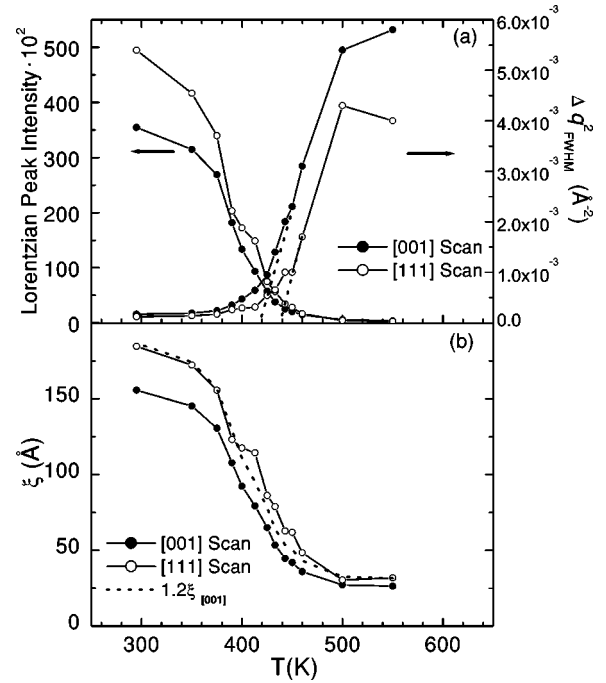 (a)
500
400
300
200
100
0
Lorentzian Peak Intensity · 10²
6.0x10⁻³
5.0x10⁻³
4.0x10⁻³
3.0x10⁻³
2.0x10⁻³
1.0x10⁻³
0.0
Δ q²FWHM (Å⁻²)
[001] Scan
[111] Scan
(b)
150
100
50
0
ξ (Å)
[001] Scan
[111] Scan
1.2ξ[001]
300 400 500 600
T(K)